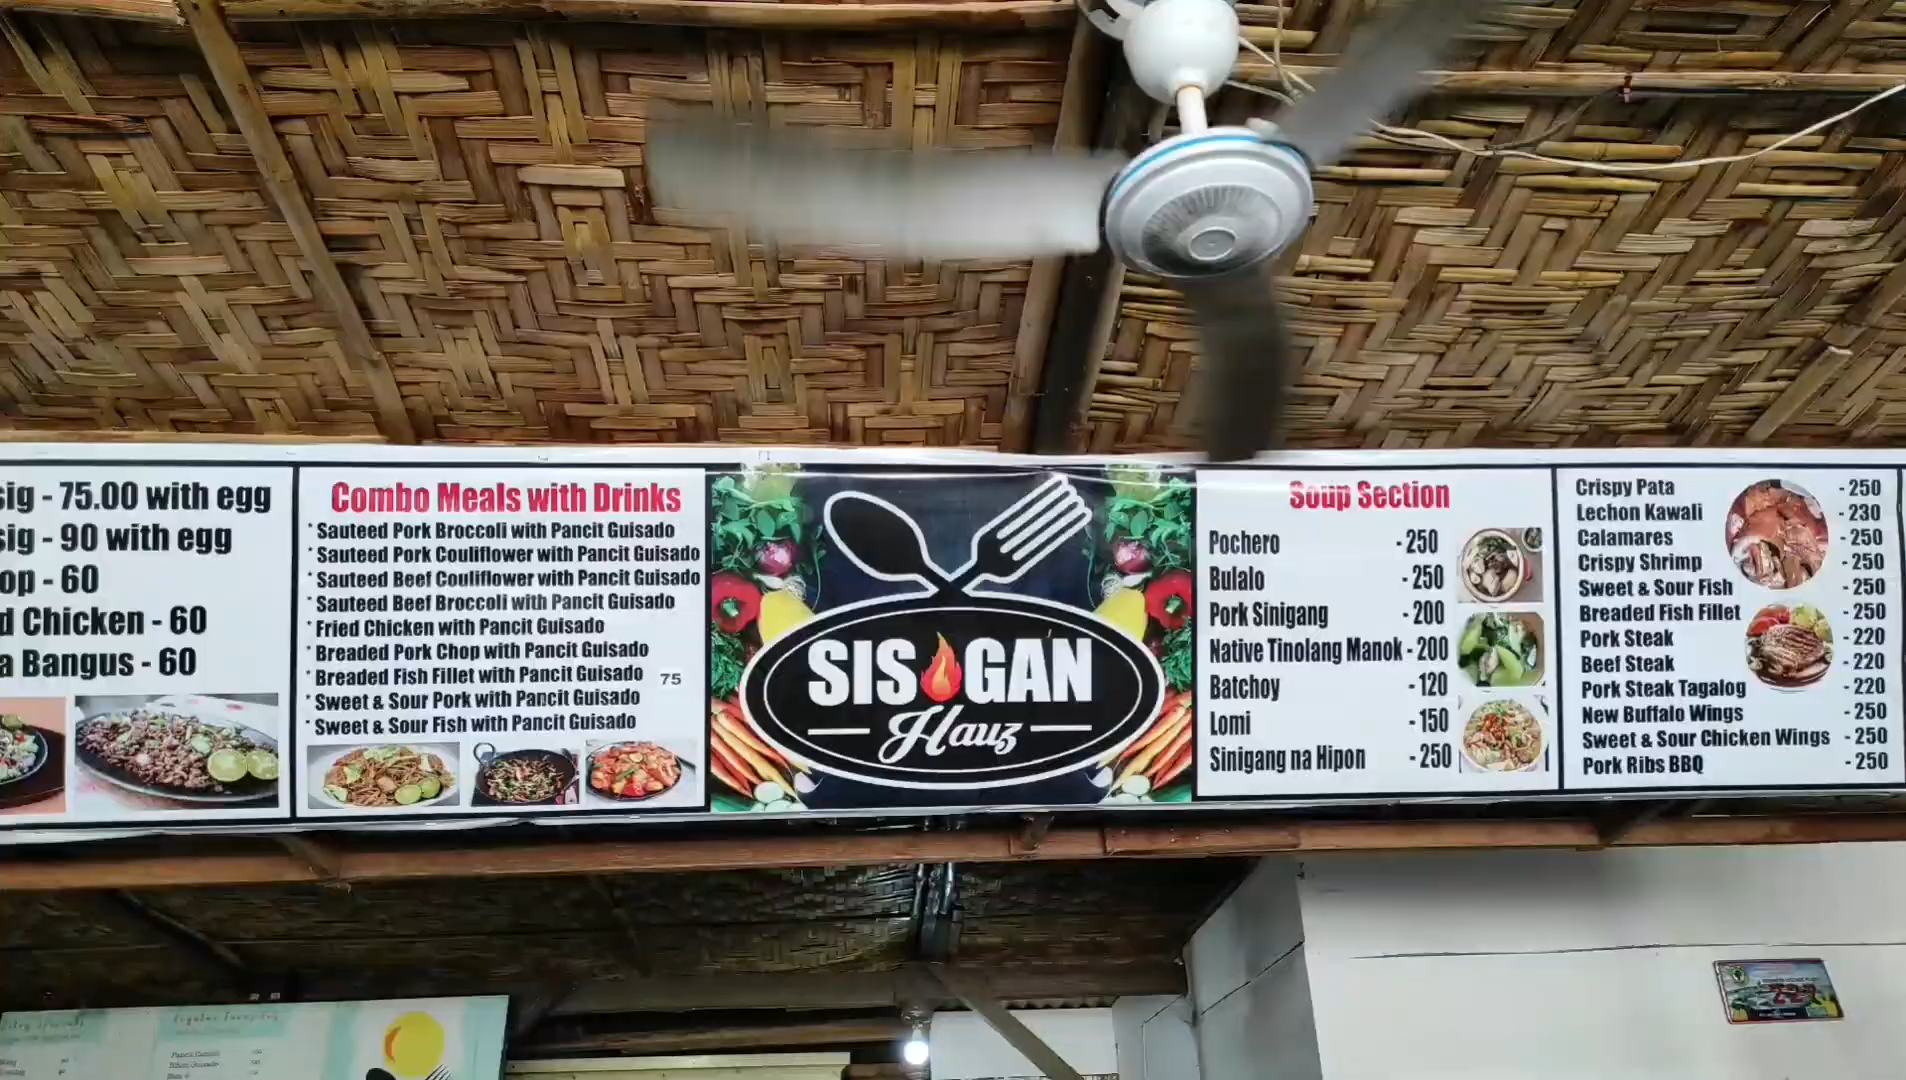 sig - 75.00 with egg
sig - 90 with egg
op - 60
d Chicken - 60
a Bangus - 60
Combo Meals with Drinks
* Sauteed Pork Broccoli with Pancit Guisado
* Sauteed Pork Couliflower with Pancit Guisado
* Sauteed Beef Couliflower with Pancit Guisado
* Sauteed Beef Broccoli with Pancit Guisado
* Fried Chicken with Pancit Guisado
* Breaded Pork Chop with Pancit Guisado
* Breaded Fish Fillet with Pancit Guisado 75
* Sweet & Sour Pork with Pancit Guisado
* Sweet & Sour Fish with Pancit Guisado
SIS GAN
Hauz
Soup Section
Pochero - 250
Bulalo - 250
Pork Sinigang - 200
Native Tinolang Manok - 200
Batchoy - 120
Lomi - 150
Sinigang na Hipon - 250
Crispy Pata - 250
Lechon Kawali - 230
Calamares - 250
Crispy Shrimp - 250
Sweet & Sour Fish - 250
Breaded Fish Fillet - 250
Pork Steak - 220
Beef Steak - 220
Pork Steak Tagalog - 220
New Buffalo Wings - 250
Sweet & Sour Chicken Wings - 250
Pork Ribs BBQ - 250